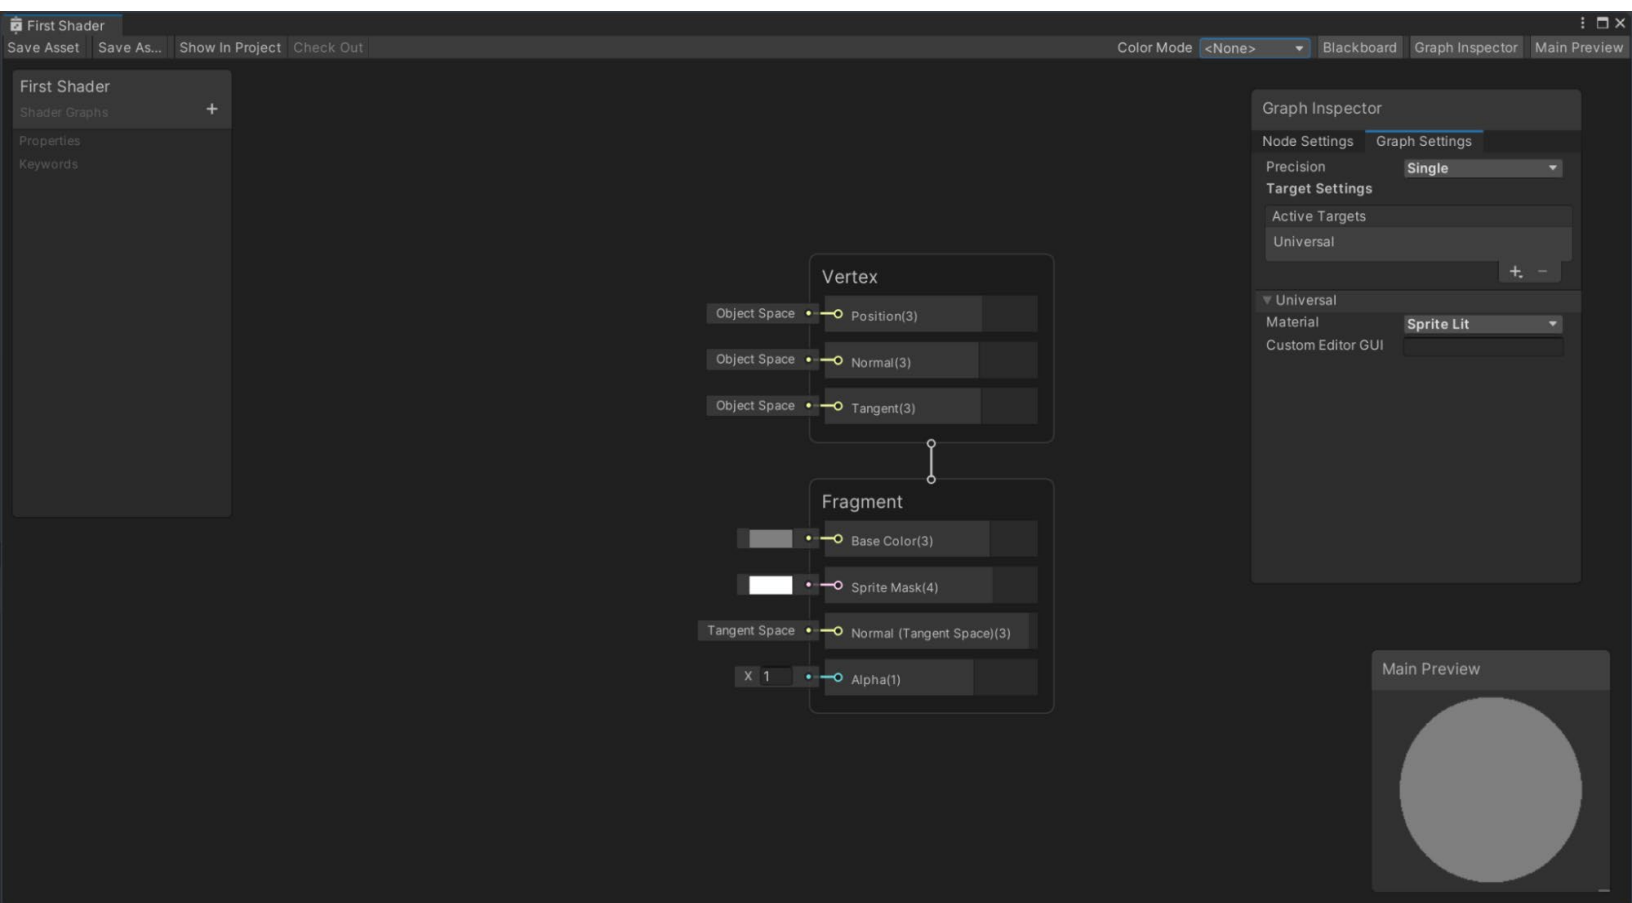 First Shader
Save Asset Save As... Show In Project Check Out Color Mode <None> Blackboard Graph Inspector Main Preview
First Shader
Shader Graphs +
Properties
Keywords
Vertex
Object Space Position(3)
Object Space Normal(3)
Object Space Tangent(3)
Fragment
Base Color(3)
Sprite Mask(4)
Tangent Space Normal (Tangent Space)(3)
X 1 Alpha(1)
Graph Inspector
Node Settings Graph Settings
Precision Single
Target Settings
Active Targets
Universal
Universal
Material Sprite Lit
Custom Editor GUI
Main Preview